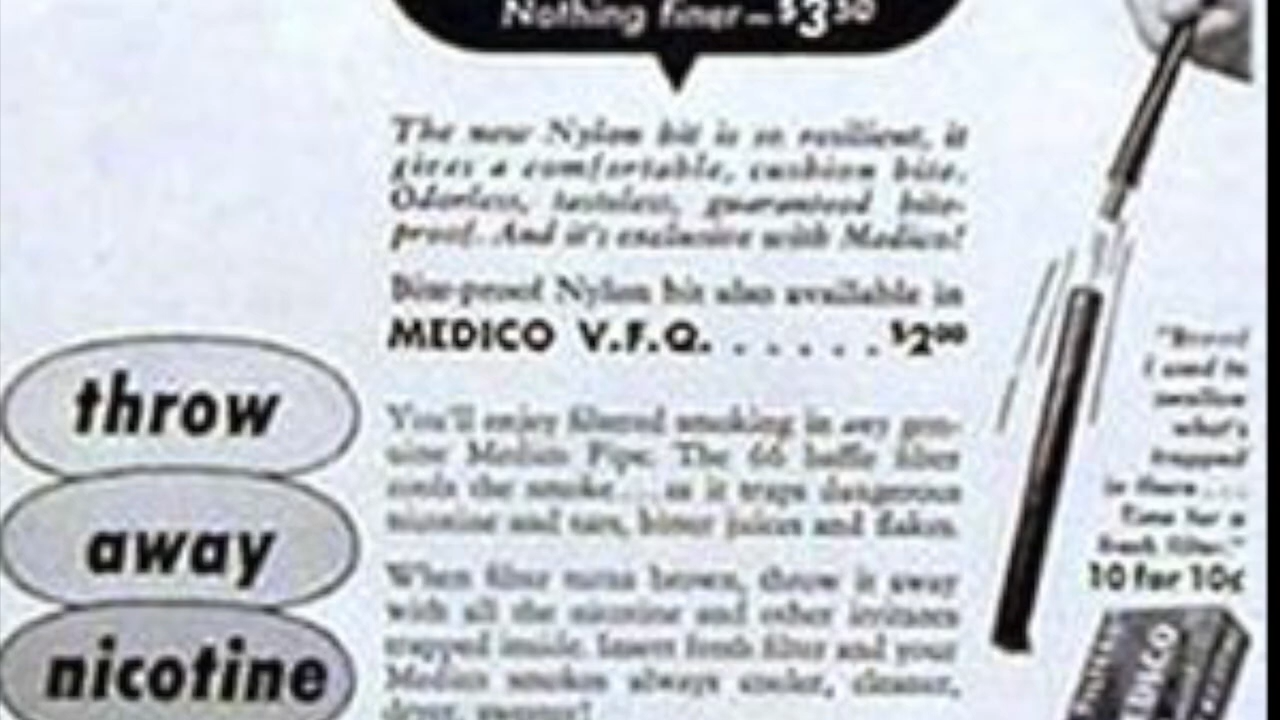 Nothing finer—$3.50
The new Nylon bit is so resilient, it
gives a comfortable, cushion bite.
Odorless, tasteless, guaranteed bite-
proof. And it's exclusive with Medico!
Bite-proof Nylon bit also available in
MEDICO V.F.Q. . . . . . . $2.00
You'll enjoy filtered smoking in any gen-
uine Medico Pipe. The 66 baffle filter
cools the smoke...as it traps dangerous
nicotine and tars, bitter juices and flakes.
When filter turns brown, throw it away
with all the nicotine and other irritants
trapped inside. Insert fresh filter and your
Medico smokes always cooler, cleaner,
dryer, sweeter!
throw
away
nicotine
I used to
swallow
what's
trapped
in there....
Time for a
fresh filter."
10 for 10¢
MEDICO
FILTERS